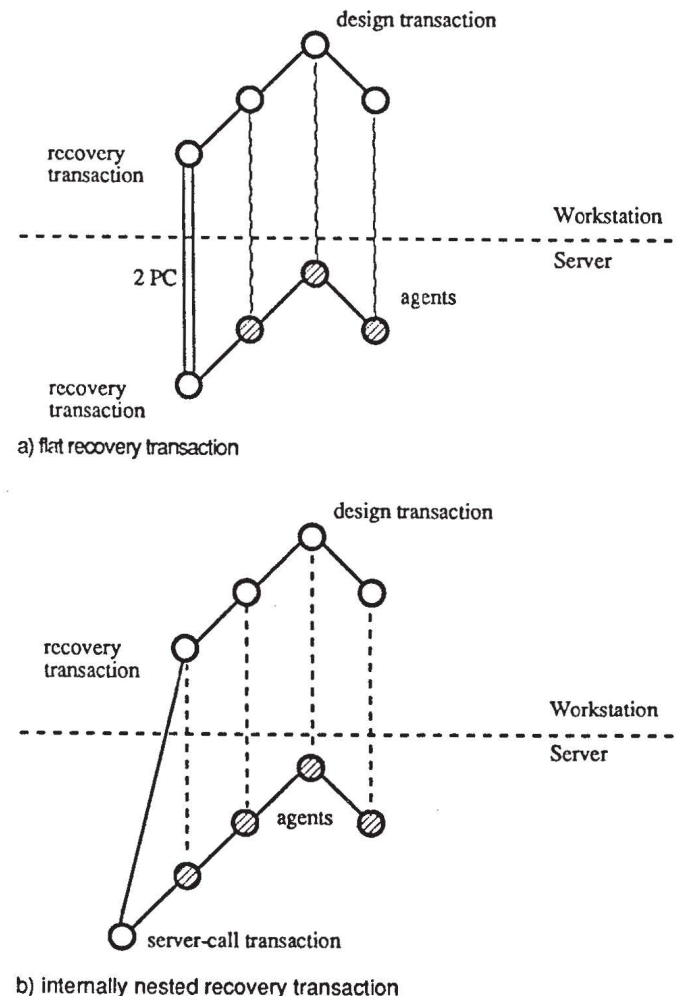 design transaction
recovery
transaction
Workstation
Server
2 PC
agents
recovery
transaction
a) flat recovery transaction
design transaction
recovery
transaction
Workstation
Server
agents
server-call transaction
b) internally nested recovery transaction